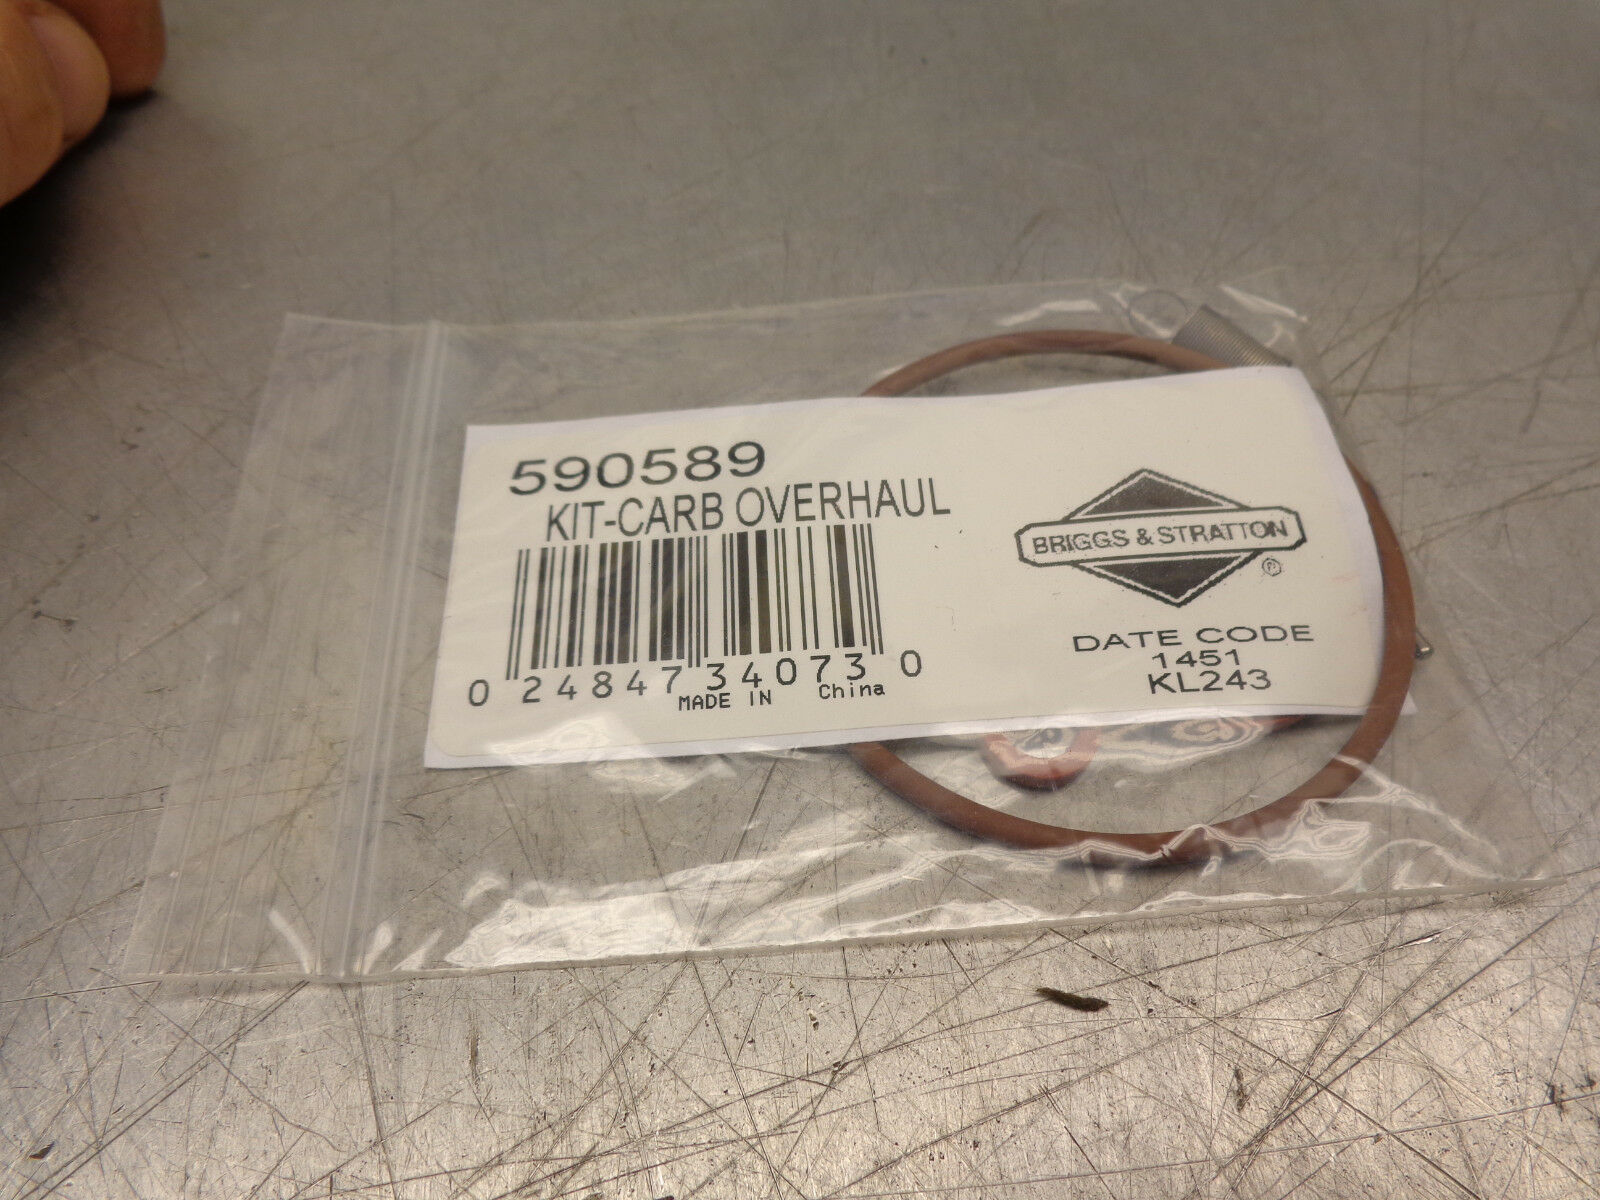 590589
KIT-CARB OVERHAUL
0 24847 34073 0
MADE IN China
BRIGGS & STRATTON
®
DATE CODE
1451
KL243